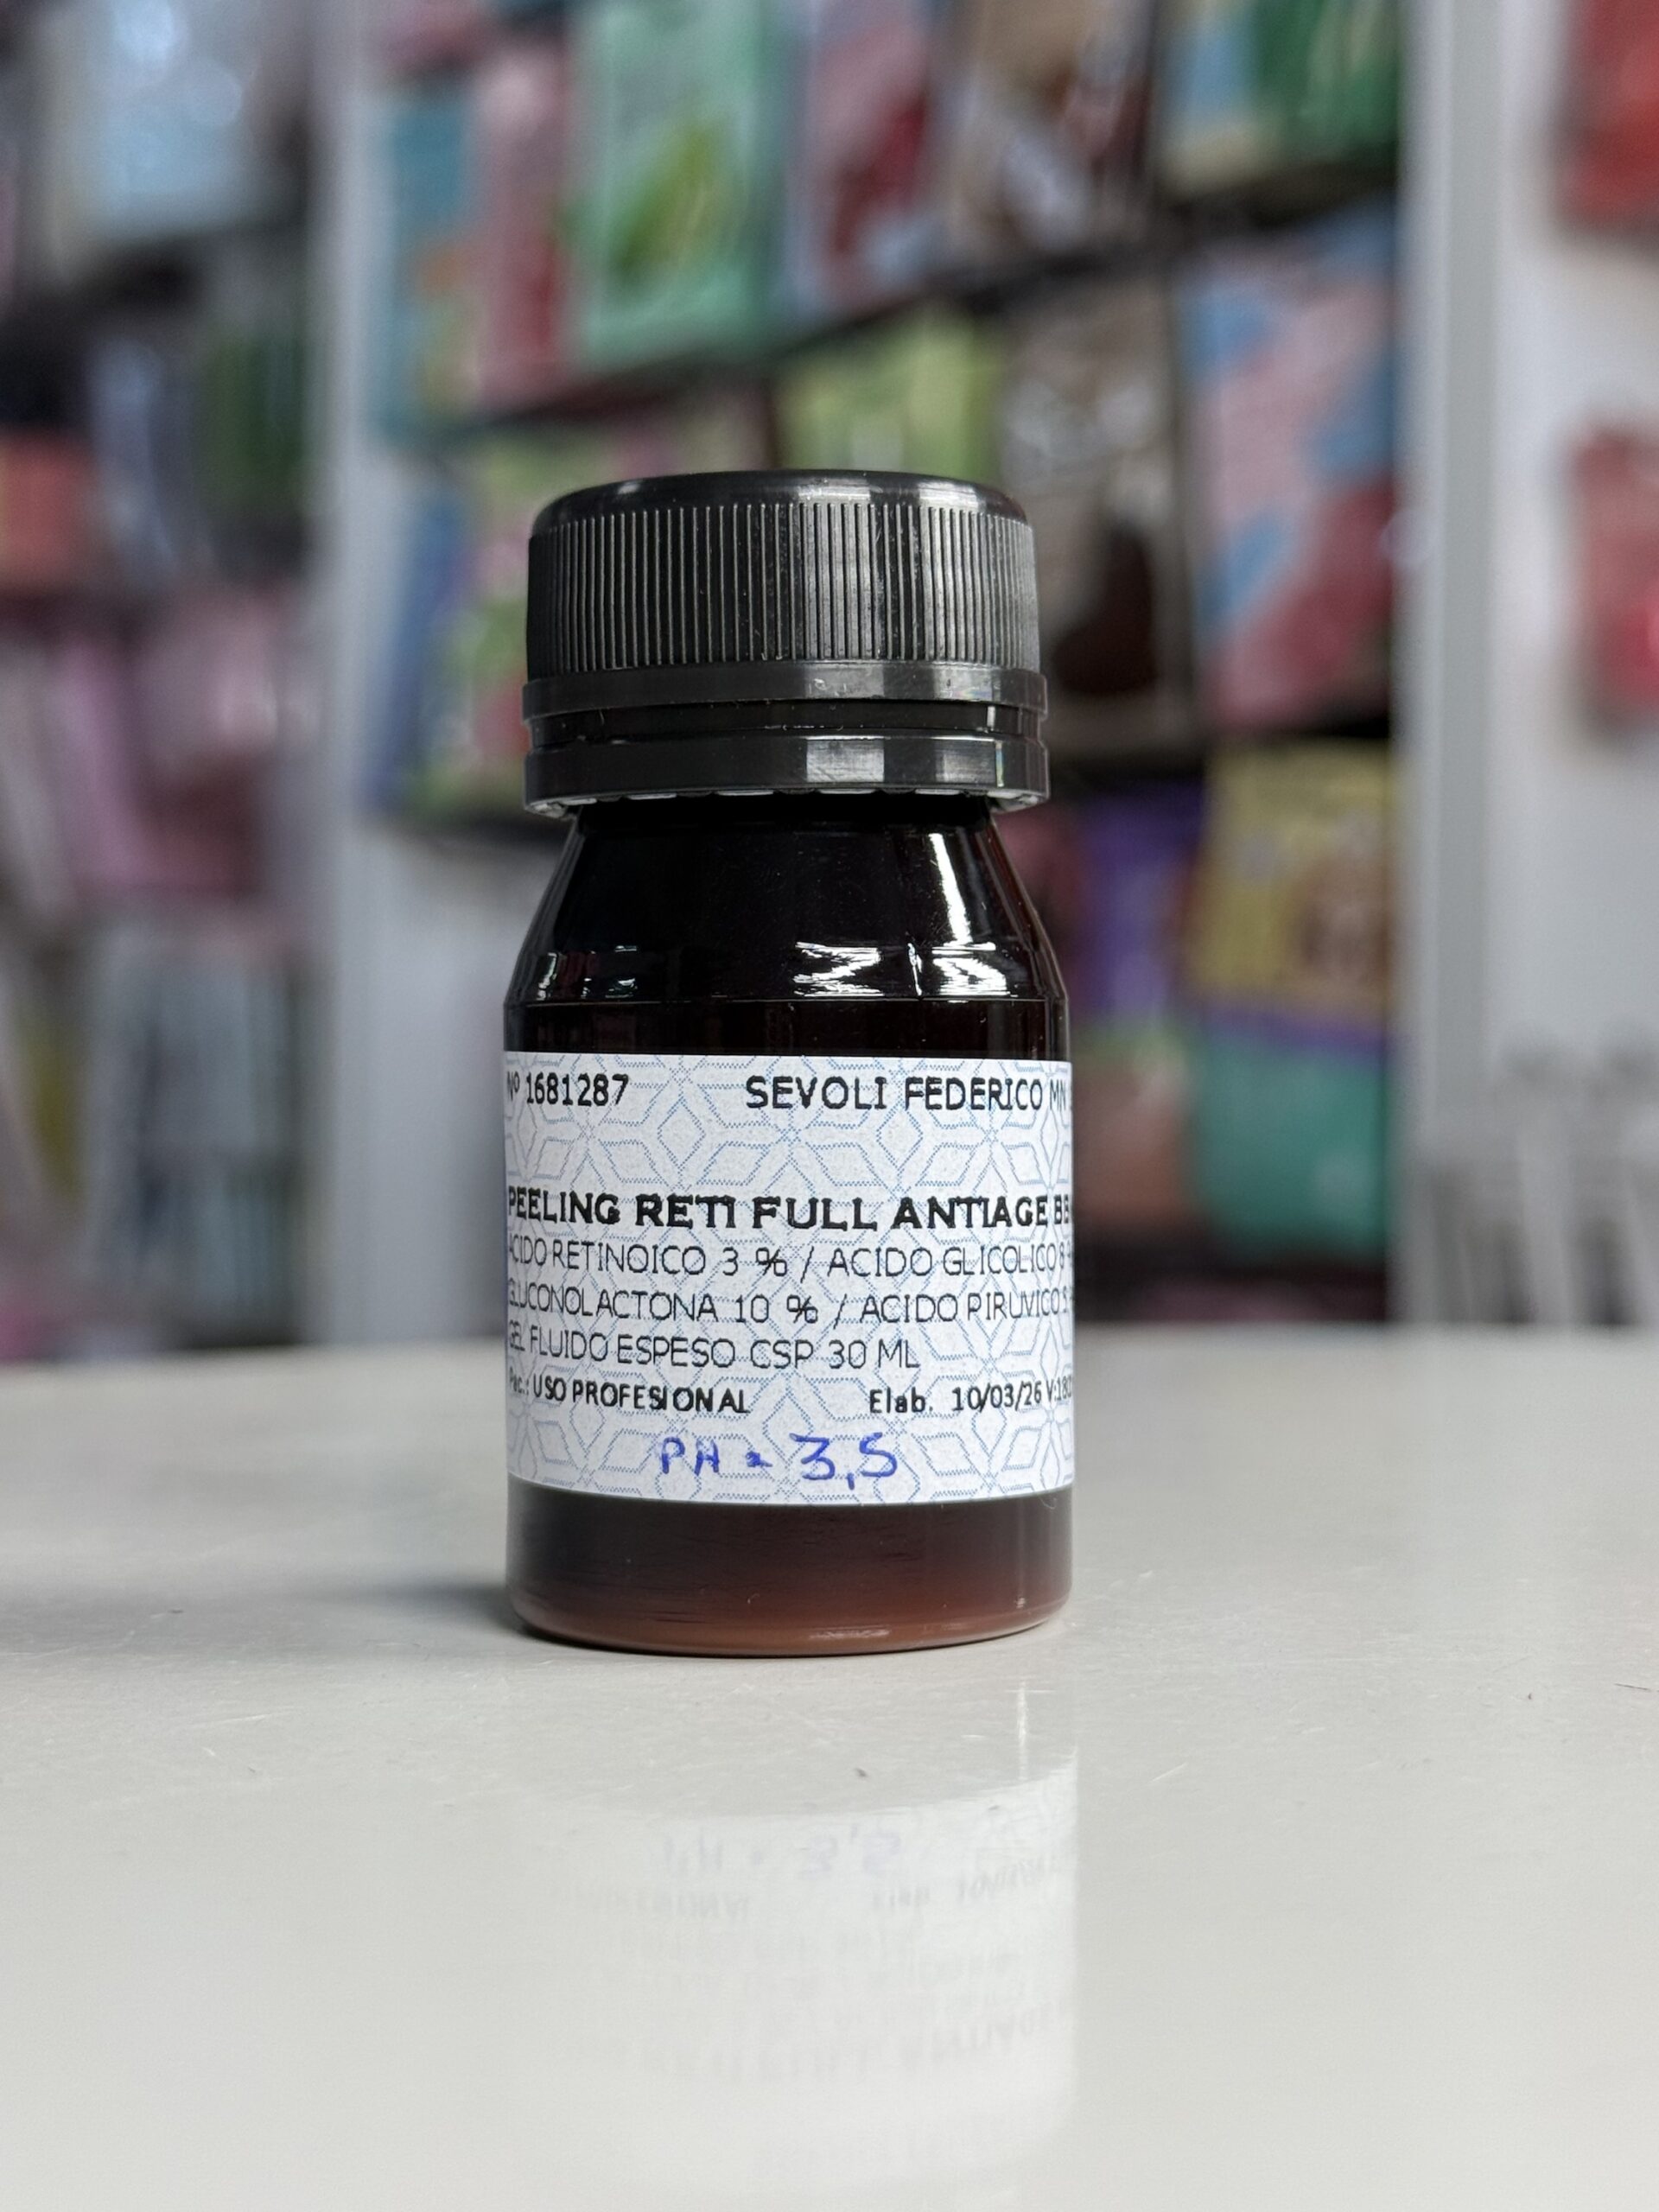 Nº 1681287 SEVOLI FEDERICO MN
PEELING RETI FULL ANTIAGE BB
ACIDO RETINOICO 3 % / ACIDO GLICOLICO
GLUCONOLACTONA 10 % / ACIDO PIRUVICO
GEL FLUIDO ESPESO CSP 30 ML
Pac.: USO PROFESIONAL Elab. 10/03/26
PH = 3,5